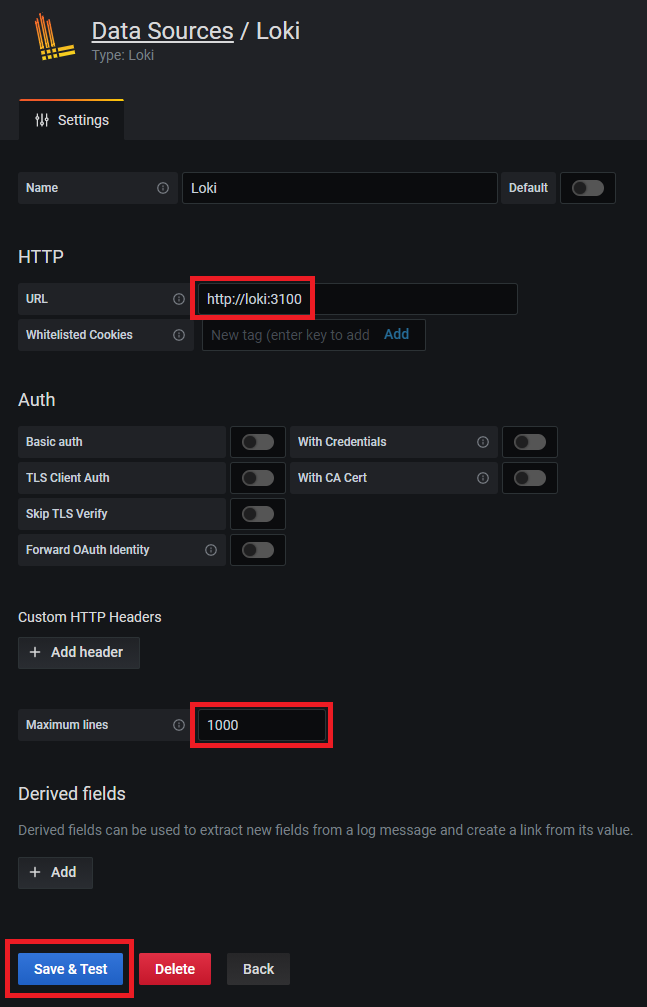 Data Sources / Loki
Type: Loki
Settings
Name Loki Default
HTTP
URL http://loki:3100
Whitelisted Cookies New tag (enter key to add Add
Auth
Basic auth With Credentials
TLS Client Auth With CA Cert
Skip TLS Verify
Forward OAuth Identity
Custom HTTP Headers
+ Add header
Maximum lines 1000
Derived fields
Derived fields can be used to extract new fields from a log message and create a link from its value.
+ Add
Save & Test Delete Back